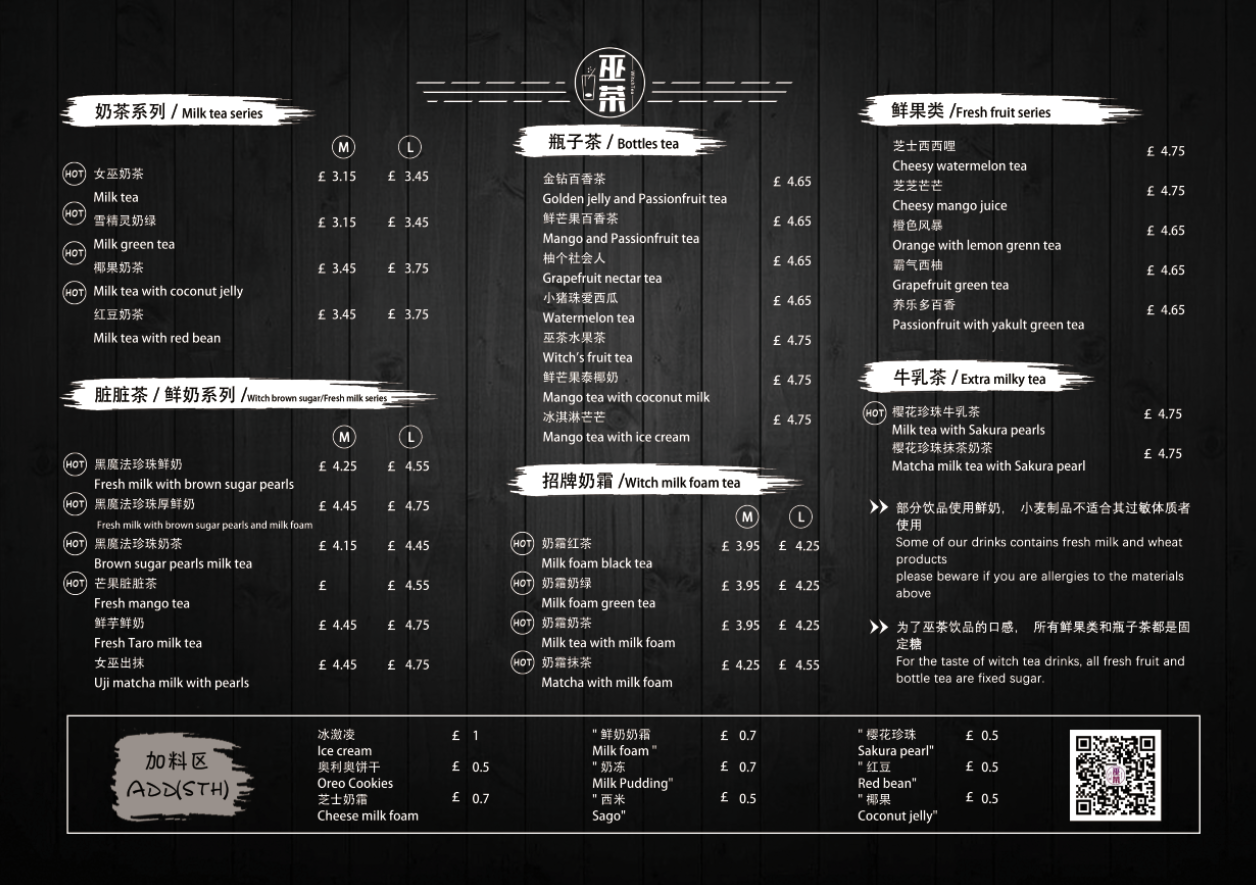 巫
茶
奶茶系列 / Milk tea series
M L
HOT 女巫奶茶 £ 3.15 £ 3.45
Milk tea
HOT 雪精灵奶绿 £ 3.15 £ 3.45
Milk green tea
HOT 椰果奶茶 £ 3.45 £ 3.75
HOT Milk tea with coconut jelly
红豆奶茶 £ 3.45 £ 3.75
Milk tea with red bean
脏脏茶 / 鲜奶系列 /Witch brown sugar/Fresh milk series
M L
HOT 黑魔法珍珠鲜奶 £ 4.25 £ 4.55
Fresh milk with brown sugar pearls
HOT 黑魔法珍珠厚鲜奶 £ 4.45 £ 4.75
Fresh milk with brown sugar pearls and milk foam
HOT 黑魔法珍珠奶茶 £ 4.15 £ 4.45
Brown sugar pearls milk tea
HOT 芒果脏脏茶 £ £ 4.55
Fresh mango tea
鲜芋鲜奶 £ 4.45 £ 4.75
Fresh Taro milk tea
女巫出抹 £ 4.45 £ 4.75
Uji matcha milk with pearls
瓶子茶 / Bottles tea
金钻百香茶 £ 4.65
Golden jelly and Passionfruit tea
鲜芒果百香茶 £ 4.65
Mango and Passionfruit tea
柚个社会人 £ 4.65
Grapefruit nectar tea
小猪珠爱西瓜 £ 4.65
Watermelon tea
巫茶水果茶 £ 4.75
Witch's fruit tea
鲜芒果泰椰奶 £ 4.75
Mango tea with coconut milk
冰淇淋芒芒 £ 4.75
Mango tea with ice cream
招牌奶霜 /Witch milk foam tea
M L
HOT 奶霜红茶 £ 3.95 £ 4.25
Milk foam black tea
HOT 奶霜奶绿 £ 3.95 £ 4.25
Milk foam green tea
HOT 奶霜奶茶 £ 3.95 £ 4.25
Milk tea with milk foam
HOT 奶霜抹茶 £ 4.25 £ 4.55
Matcha with milk foam
鲜果类 /Fresh fruit series
芝士西西哩 £ 4.75
Cheesy watermelon tea
芝芝芒芒 £ 4.75
Cheesy mango juice
橙色风暴 £ 4.65
Orange with lemon grenn tea
霸气西柚 £ 4.65
Grapefruit green tea
养乐多百香 £ 4.65
Passionfruit with yakult green tea
牛乳茶 / Extra milky tea
HOT 樱花珍珠牛乳茶 £ 4.75
Milk tea with Sakura pearls
樱花珍珠抹茶奶茶 £ 4.75
Matcha milk tea with Sakura pearl
部分饮品使用鲜奶， 小麦制品不适合其过敏体质者
使用
Some of our drinks contains fresh milk and wheat
products
please beware if you are allergies to the materials
above
为了巫茶饮品的口感， 所有鲜果类和瓶子茶都是固
定糖
For the taste of witch tea drinks, all fresh fruit and
bottle tea are fixed sugar.
加料区
ADD(STH)
冰激凌 £ 1
Ice cream
奥利奥饼干 £ 0.5
Oreo Cookies
芝士奶霜 £ 0.7
Cheese milk foam
" 鲜奶奶霜 £ 0.7
Milk foam "
" 奶冻 £ 0.7
Milk Pudding"
" 西米 £ 0.5
Sago"
" 樱花珍珠 £ 0.5
Sakura pearl"
" 红豆 £ 0.5
Red bean"
" 椰果 £ 0.5
Coconut jelly"
巫茶